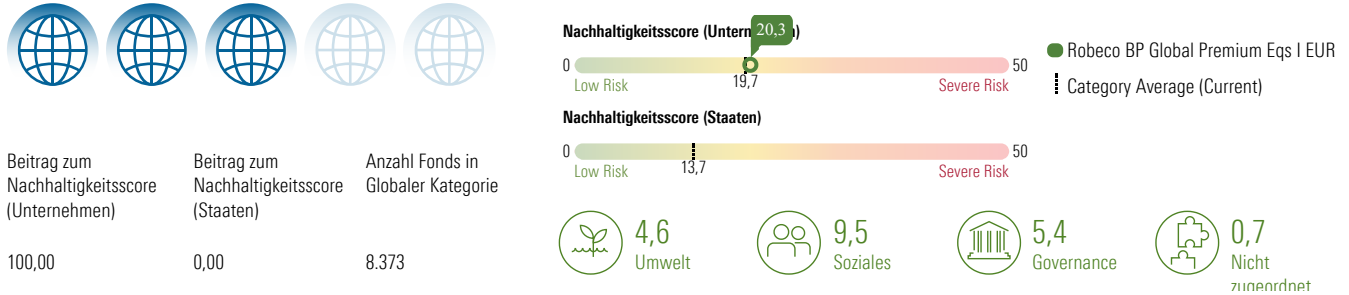 Beitrag zum
Nachhaltigkeitsscore
(Unternehmen)
100,00
Beitrag zum
Nachhaltigkeitsscore
(Staaten)
0,00
Anzahl Fonds in
Globaler Kategorie
8.373
Nachhaltigkeitsscore (Untern 20,3 )
0 50
19,7
Low Risk Severe Risk
Nachhaltigkeitsscore (Staaten)
0 50
13,7
Low Risk Severe Risk
Robeco BP Global Premium Eqs I EUR
Category Average (Current)
4,6
Umwelt
9,5
Soziales
5,4
Governance
0,7
Nicht
zugeordnet